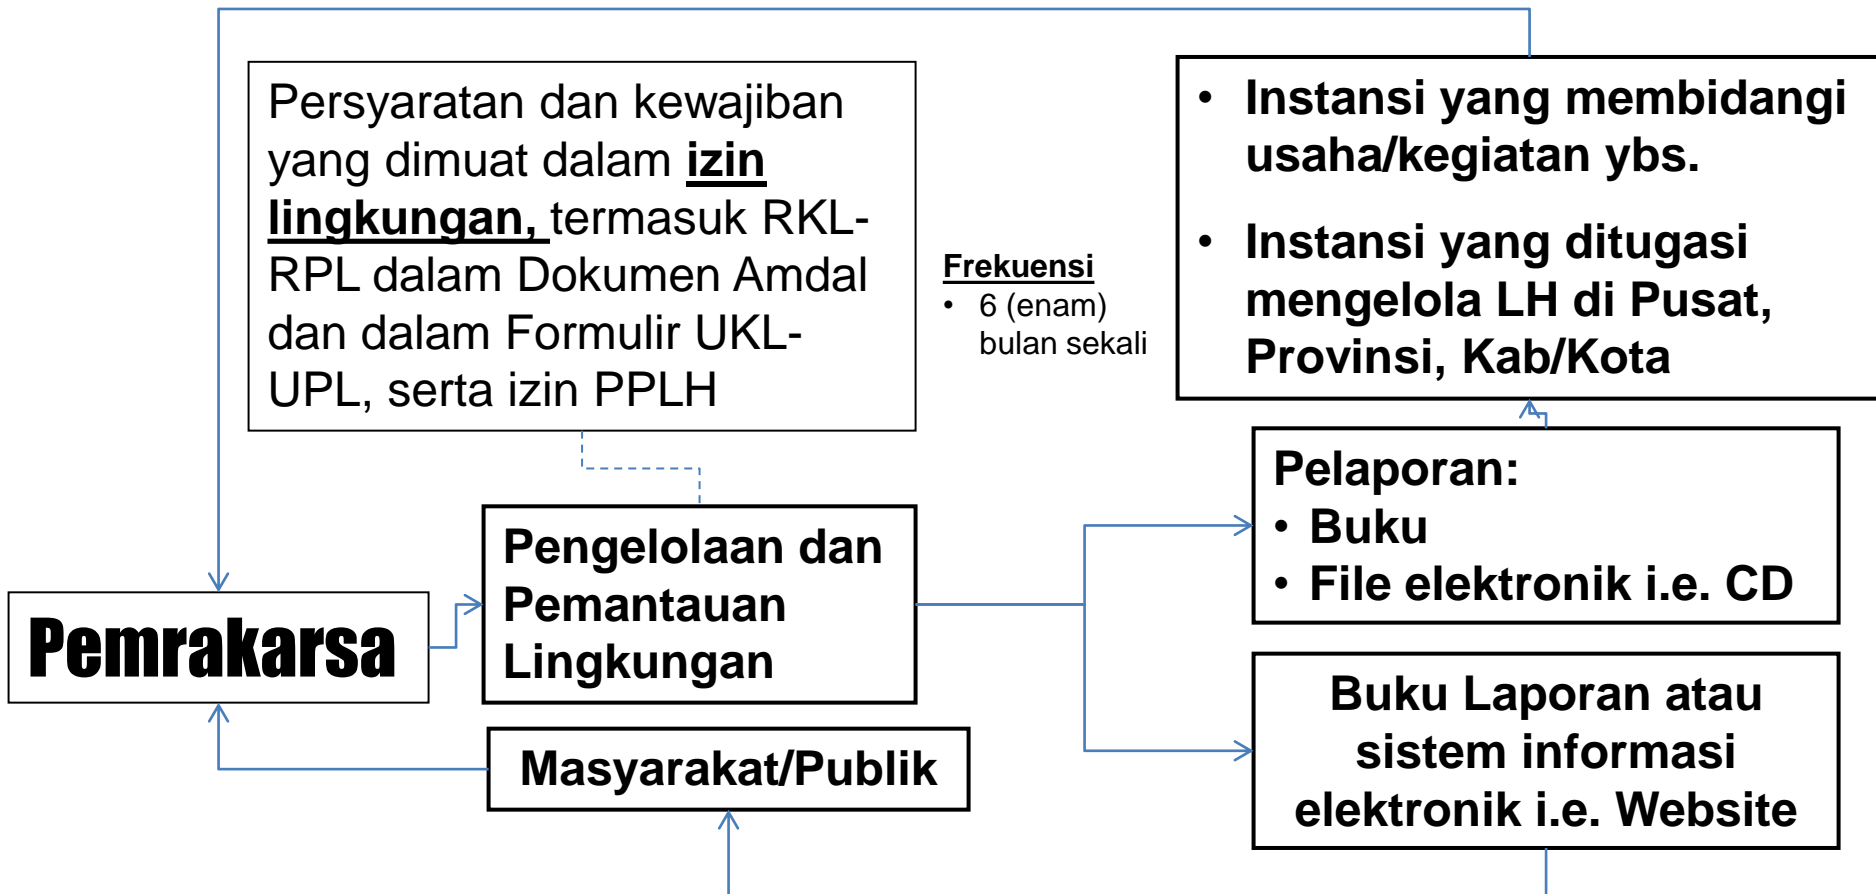 Persyaratan dan kewajiban
yang dimuat dalam izin
lingkungan, termasuk RKL-
RPL dalam Dokumen Amdal
dan dalam Formulir UKL-
UPL, serta izin PPLH
Frekuensi
• 6 (enam)
bulan sekali
• Instansi yang membidangi
usaha/kegiatan ybs.
• Instansi yang ditugasi
mengelola LH di Pusat,
Provinsi, Kab/Kota
Pemrakarsa
Pengelolaan dan
Pemantauan
Lingkungan
Pelaporan:
• Buku
• File elektronik i.e. CD
Masyarakat/Publik
Buku Laporan atau
sistem informasi
elektronik i.e. Website